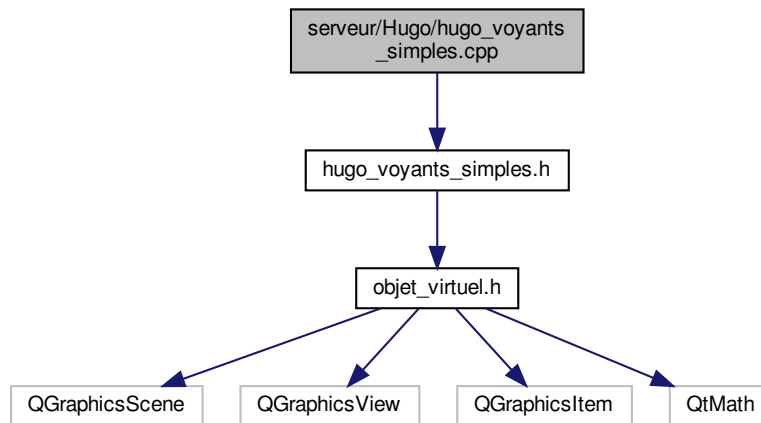 serveur/Hugo/hugo_voyants
_simples.cpp
hugo_voyants_simples.h
objet_virtuel.h
QGraphicsScene
QGraphicsView
QGraphicsItem
QtMath